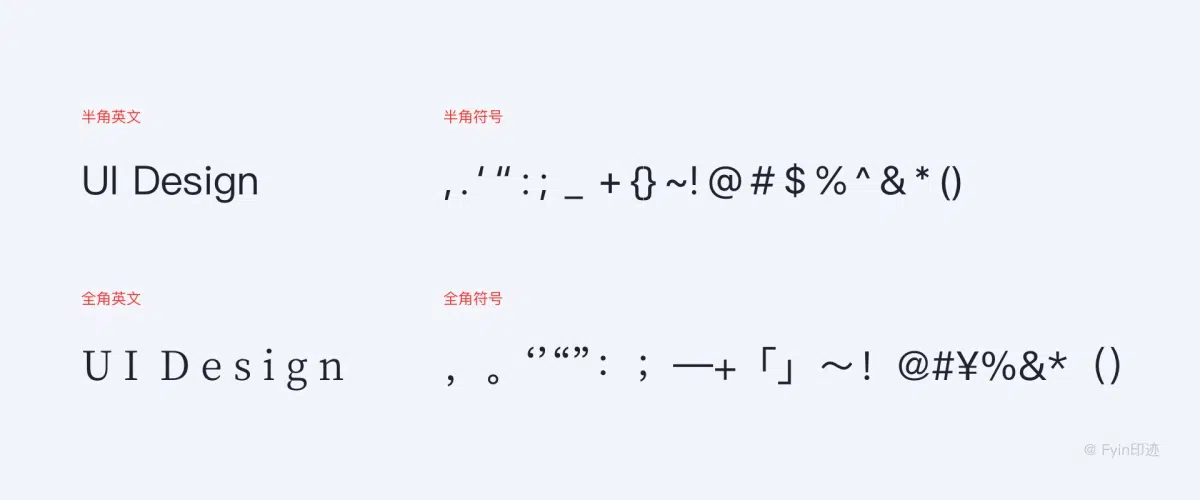 半角英文
半角符号
UI Design
, . ' " : ; _ + {} ~! @ # $ % ^ & * ()
全角英文
全角符号
ＵＩ Ｄｅｓｉｇｎ
， 。‘’“”： ； —+「」～！ @#¥%&*（）
@ Fyin印迹